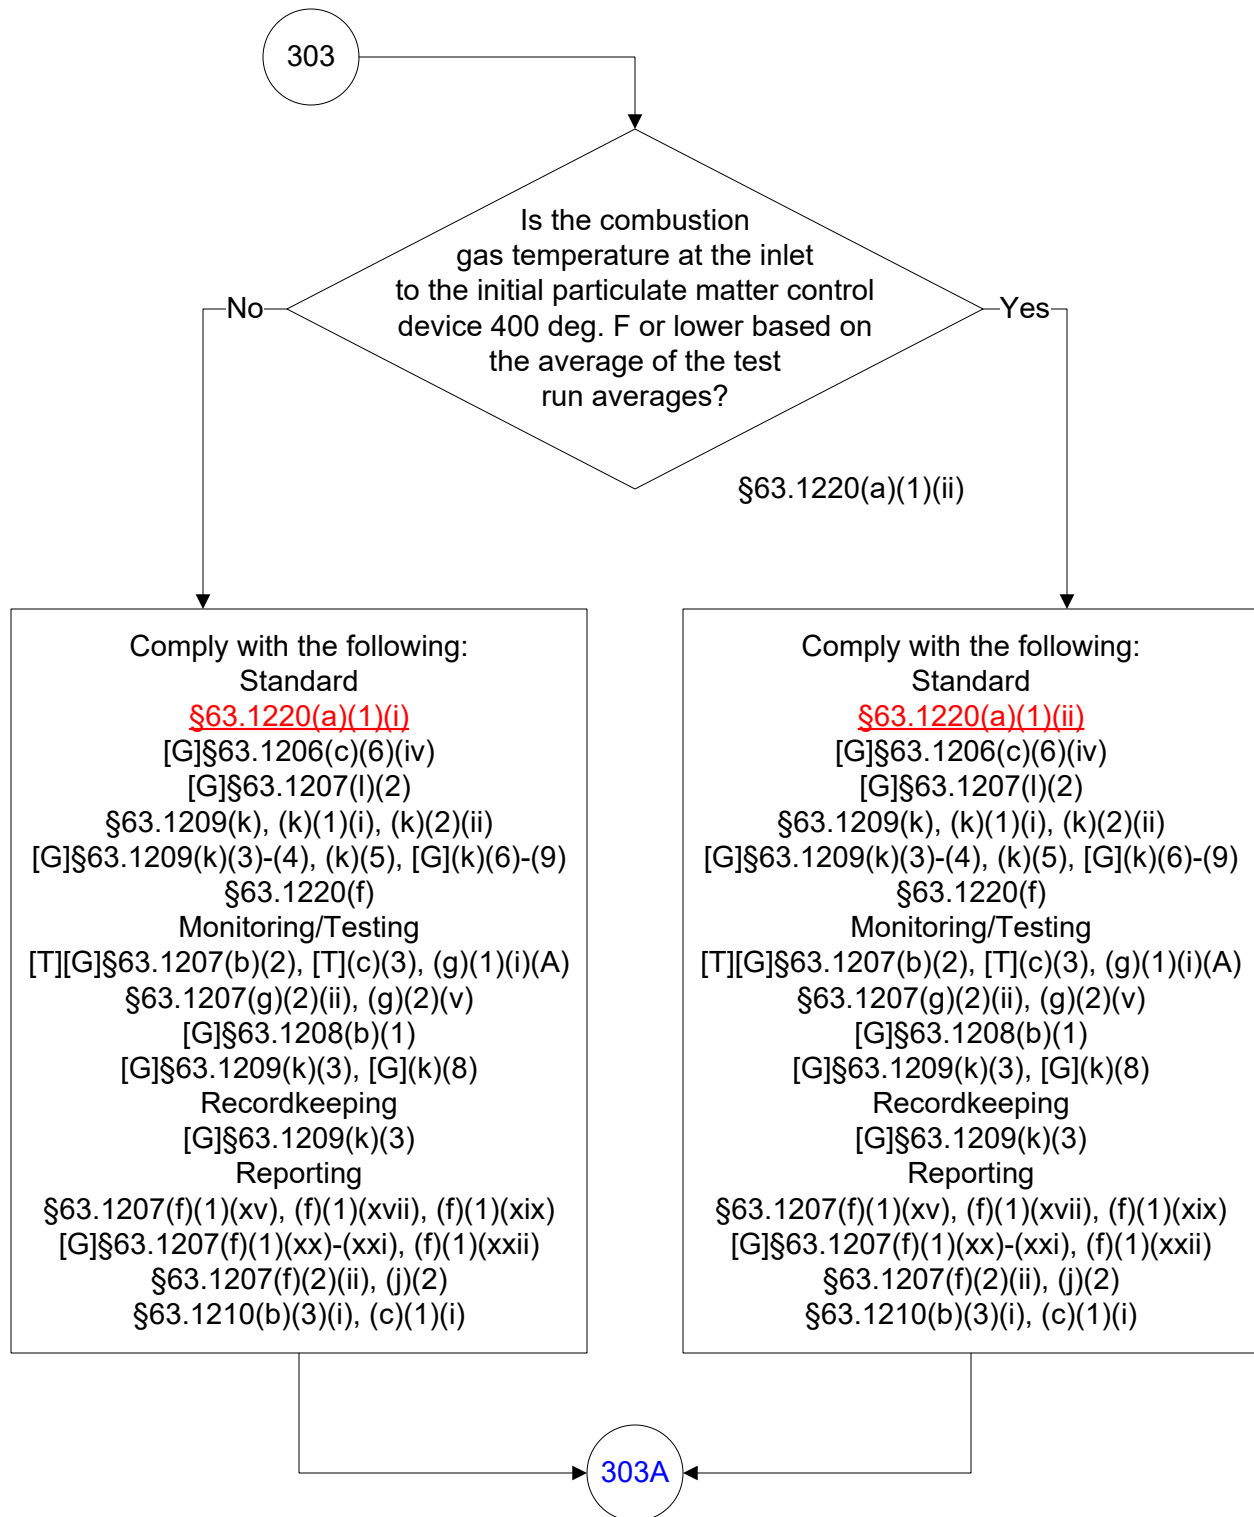 303
Is the combustion
gas temperature at the inlet
to the initial particulate matter control
device 400 deg. F or lower based on
the average of the test
run averages?
No
Yes
§63.1220(a)(1)(ii)
Comply with the following:
Standard
§63.1220(a)(1)(i)
[G]§63.1206(c)(6)(iv)
[G]§63.1207(l)(2)
§63.1209(k), (k)(1)(i), (k)(2)(ii)
[G]§63.1209(k)(3)-(4), (k)(5), [G](k)(6)-(9)
§63.1220(f)
Monitoring/Testing
[T][G]§63.1207(b)(2), [T](c)(3), (g)(1)(i)(A)
§63.1207(g)(2)(ii), (g)(2)(v)
[G]§63.1208(b)(1)
[G]§63.1209(k)(3), [G](k)(8)
Recordkeeping
[G]§63.1209(k)(3)
Reporting
§63.1207(f)(1)(xv), (f)(1)(xvii), (f)(1)(xix)
[G]§63.1207(f)(1)(xx)-(xxi), (f)(1)(xxii)
§63.1207(f)(2)(ii), (j)(2)
§63.1210(b)(3)(i), (c)(1)(i)
Comply with the following:
Standard
§63.1220(a)(1)(ii)
[G]§63.1206(c)(6)(iv)
[G]§63.1207(l)(2)
§63.1209(k), (k)(1)(i), (k)(2)(ii)
[G]§63.1209(k)(3)-(4), (k)(5), [G](k)(6)-(9)
§63.1220(f)
Monitoring/Testing
[T][G]§63.1207(b)(2), [T](c)(3), (g)(1)(i)(A)
§63.1207(g)(2)(ii), (g)(2)(v)
[G]§63.1208(b)(1)
[G]§63.1209(k)(3), [G](k)(8)
Recordkeeping
[G]§63.1209(k)(3)
Reporting
§63.1207(f)(1)(xv), (f)(1)(xvii), (f)(1)(xix)
[G]§63.1207(f)(1)(xx)-(xxi), (f)(1)(xxii)
§63.1207(f)(2)(ii), (j)(2)
§63.1210(b)(3)(i), (c)(1)(i)
303A